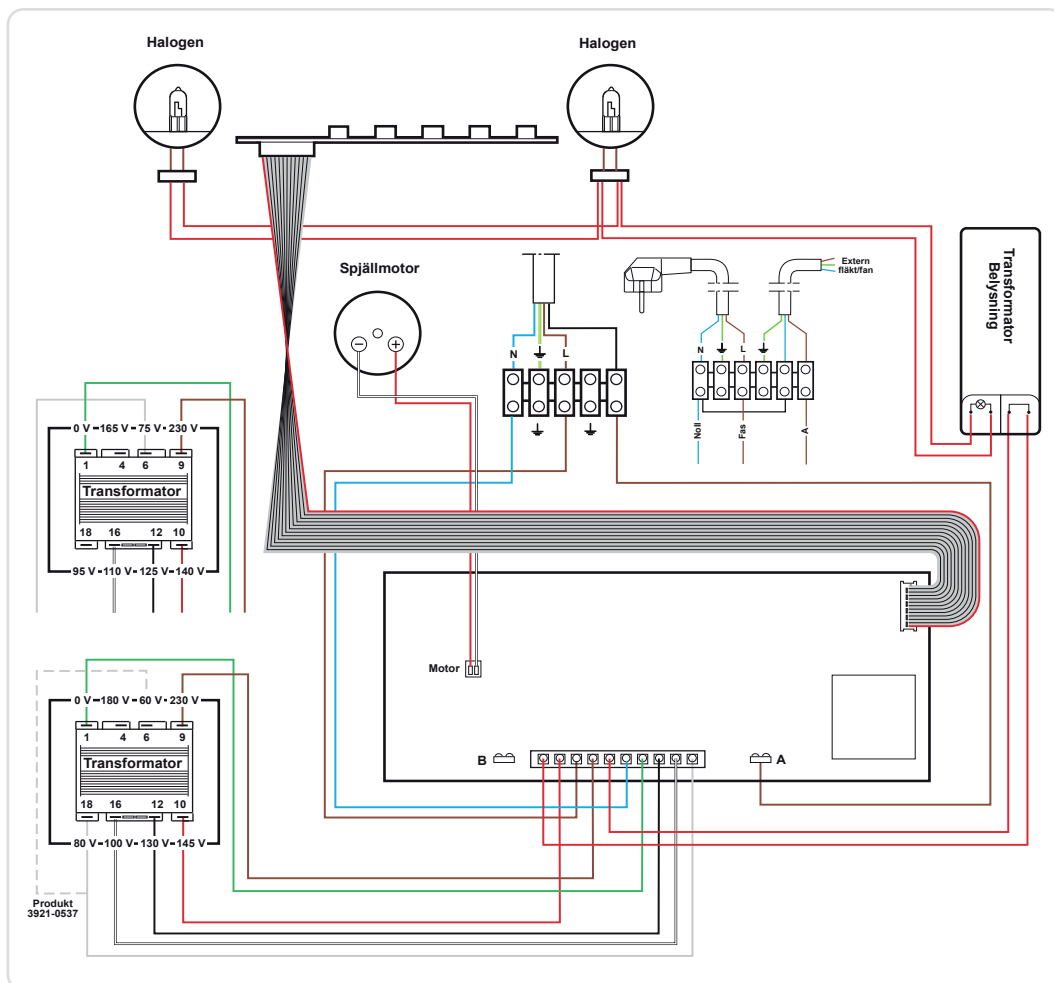 Halogen
Halogen
Spjällmotor
Extern
fläkt/fan
Transformator
Belysning
N
L
N
L
Noll
Fas
A
0 V 165 V 75 V 230 V
1 4 6 9
Transformator
18 16 12 10
95 V 110 V 125 V 140 V
Motor
0 V 180 V 60 V 230 V
1 4 6 9
Transformator
18 16 12 10
80 V 100 V 130 V 145 V
B
A
Produkt
3921-0537